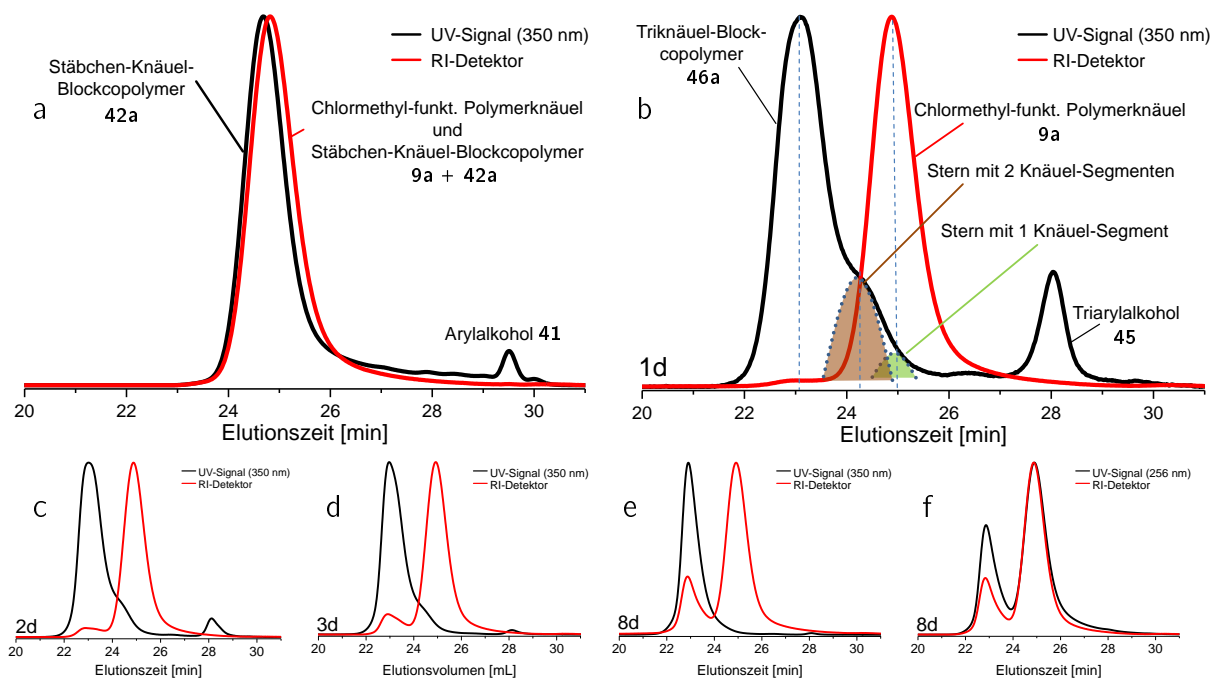 a
UV-Signal (350 nm)
RI-Detektor
Stäbchen-Knäuel-
Blockcopolymer
42a
Chlormethyl-funkt. Polymerknäuel
und
Stäbchen-Knäuel-Blockcopolymer
9a + 42a
Arylalkohol 41
20 22 24 26 28 30
Elutionszeit [min]
b
UV-Signal (350 nm)
RI-Detektor
Triknäuel-Block-
copolymer
46a
Chlormethyl-funkt. Polymerknäuel
9a
Stern mit 2 Knäuel-Segmenten
Stern mit 1 Knäuel-Segment
Triarylalkohol
45
1d
20 22 24 26 28 30
Elutionszeit [min]
c
UV-Signal (350 nm)
RI-Detektor
2d
20 22 24 26 28 30
Elutionszeit [min]
d
UV-Signal (350 nm)
RI-Detektor
3d
20 22 24 26 28 30
Elutionsvolumen [mL]
e
UV-Signal (350 nm)
RI-Detektor
8d
20 22 24 26 28 30
Elutionszeit [min]
f
UV-Signal (256 nm)
RI-Detektor
8d
20 22 24 26 28 30
Elutionszeit [min]